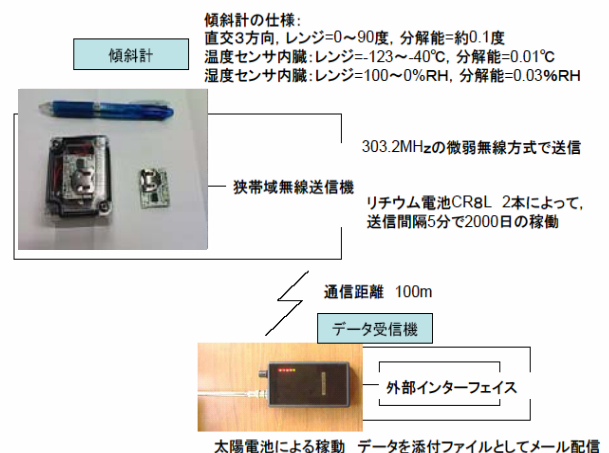 傾斜計の仕様:
直交3方向, レンジ=0～90度, 分解能=約0.1度
傾斜計
温度センサ内臓:レンジ=-123～-40℃, 分解能=0.01℃
湿度センサ内臓:レンジ=100～0%RH, 分解能=0.03%RH
303.2MHzの微弱無線方式で送信
狭帯域無線送信機
リチウム電池CR8L 2本によって,
送信間隔5分で2000日の稼働
通信距離 100m
データ受信機
外部インターフェイス
太陽電池による稼動 データを添付ファイルとしてメール配信